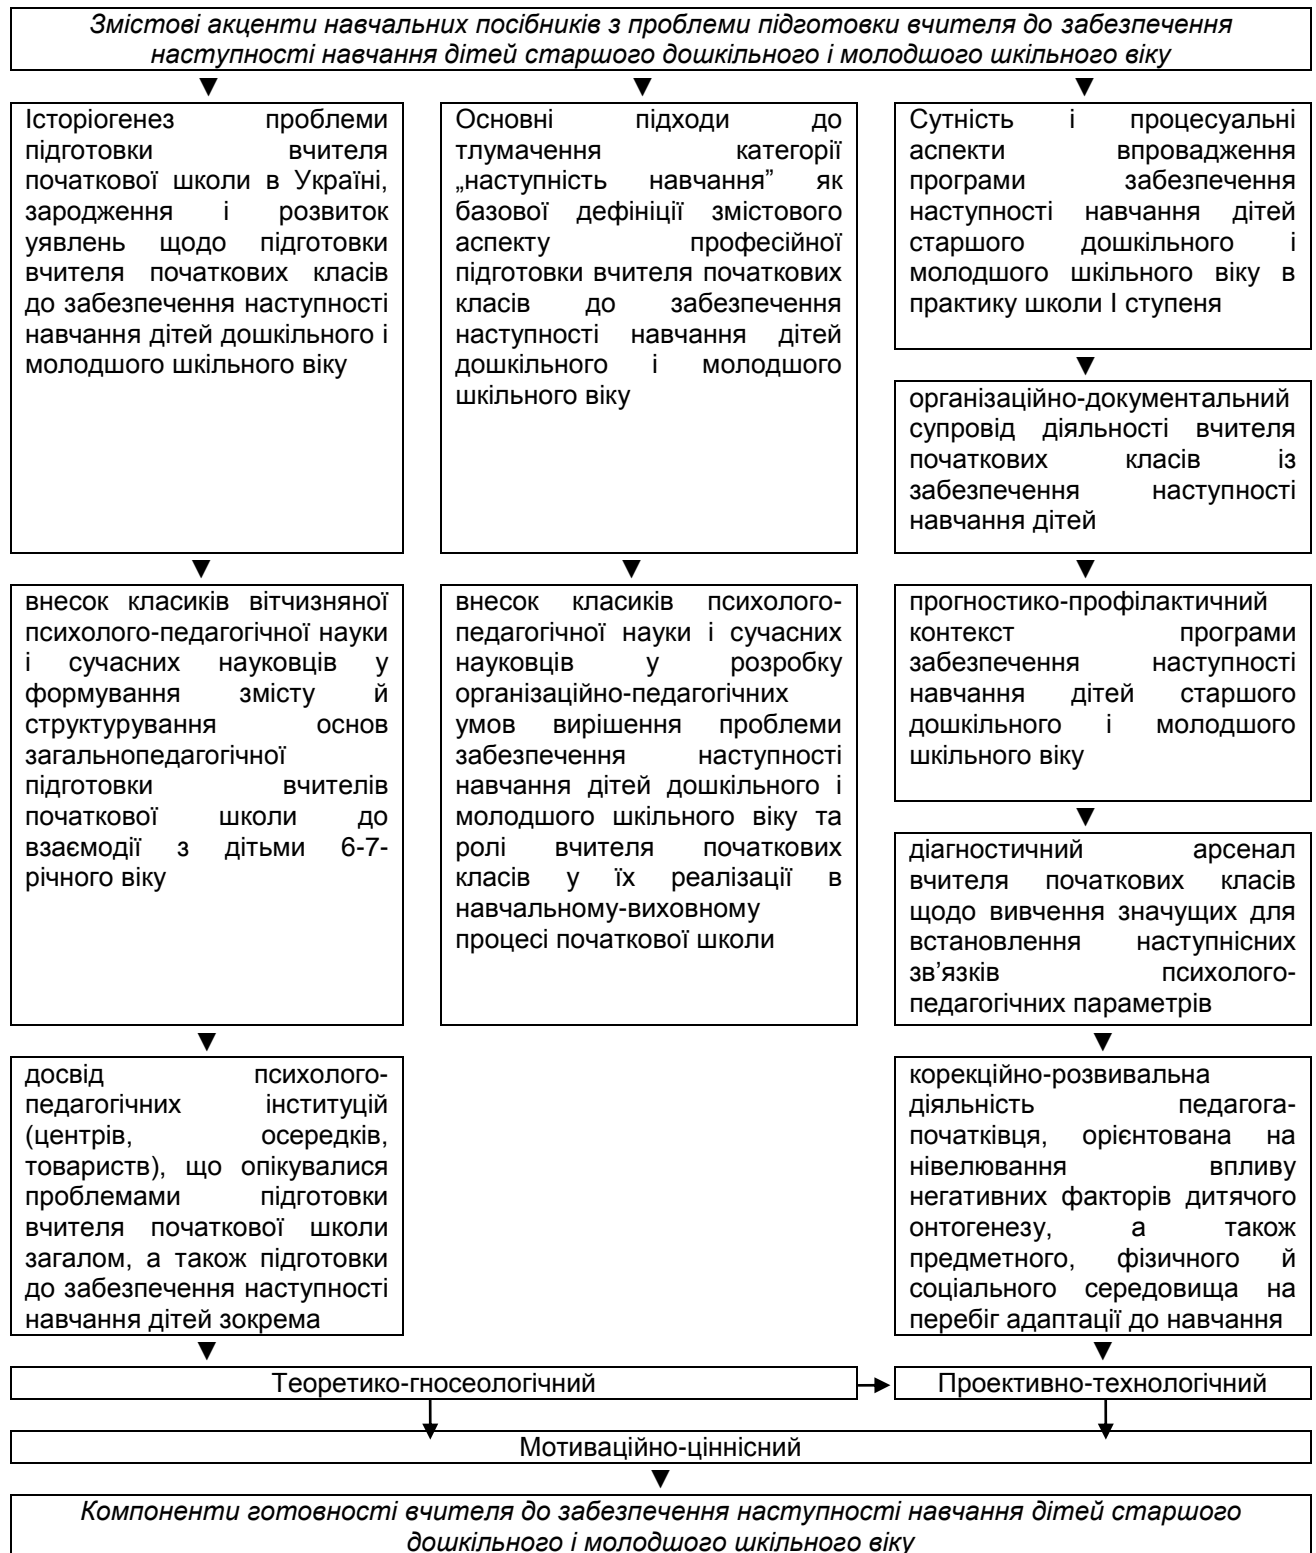 Змістові акценти навчальних посібників з проблеми підготовки вчителя до забезпечення
наступності навчання дітей старшого дошкільного і молодшого шкільного віку
Історіогенез проблеми
підготовки вчителя
початкової школи в Україні,
зародження і розвиток
уявлень щодо підготовки
вчителя початкових класів
до забезпечення наступності
навчання дітей дошкільного і
молодшого шкільного віку
внесок класиків вітчизняної
психолого-педагогічної науки
і сучасних науковців у
формування змісту й
структурування основ
загальнопедагогічної
підготовки вчителів
початкової школи до
взаємодії з дітьми 6-7-
річного віку
досвід психолого-
педагогічних інституцій
(центрів, осередків,
товариств), що опікувалися
проблемами підготовки
вчителя початкової школи
загалом, а також підготовки
до забезпечення наступності
навчання дітей зокрема
Основні підходи до
тлумачення категорії
„наступність навчання” як
базової дефініції змістового
аспекту професійної
підготовки вчителя початкових
класів до забезпечення
наступності навчання дітей
дошкільного і молодшого
шкільного віку
внесок класиків психолого-
педагогічної науки і сучасних
науковців у розробку
організаційно-педагогічних
умов вирішення проблеми
забезпечення наступності
навчання дітей дошкільного і
молодшого шкільного віку та
ролі вчителя початкових
класів у їх реалізації в
навчальному-виховному
процесі початкової школи
Сутність і процесуальні
аспекти впровадження
програми забезпечення
наступності навчання дітей
старшого дошкільного і
молодшого шкільного віку в
практику школи І ступеня
організаційно-документальний
супровід діяльності вчителя
початкових класів із
забезпечення наступності
навчання дітей
прогностико-профілактичний
контекст програми
забезпечення наступності
навчання дітей старшого
дошкільного і молодшого
шкільного віку
діагностичний арсенал
вчителя початкових класів
щодо вивчення значущих для
встановлення наступнісних
зв’язків психолого-
педагогічних параметрів
корекційно-розвивальна
діяльність педагога-
початківця, орієнтована на
нівелювання впливу
негативних факторів дитячого
онтогенезу, а також
предметного, фізичного й
соціального середовища на
перебіг адаптації до навчання
Теоретико-гносеологічний
Проективно-технологічний
Мотиваційно-ціннісний
Компоненти готовності вчителя до забезпечення наступності навчання дітей старшого
дошкільного і молодшого шкільного віку